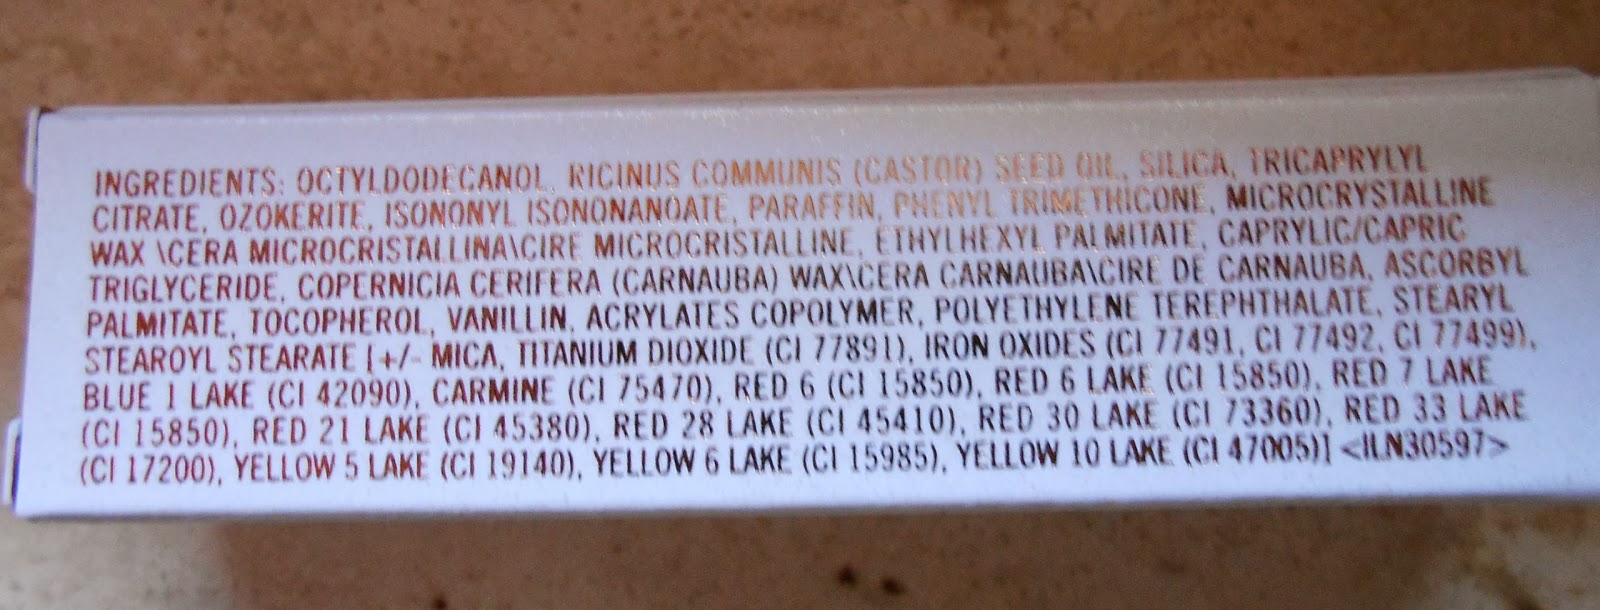 INGREDIENTS: OCTYLDODECANOL, RICINUS COMMUNIS (CASTOR) SEED OIL, SILICA, TRICAPRYLYL
CITRATE, OZOKERITE, ISONONYL ISONONANOATE, PARAFFIN, PHENYL TRIMETHICONE, MICROCRYSTALLINE
WAX \CERA MICROCRISTALLINA\CIRE MICROCRISTALLINE, ETHYLHEXYL PALMITATE, CAPRYLIC/CAPRIC
TRIGLYCERIDE, COPERNICIA CERIFERA (CARNAUBA) WAX\CERA CARNAUBA\CIRE DE CARNAUBA, ASCORBYL
PALMITATE, TOCOPHEROL, VANILLIN, ACRYLATES COPOLYMER, POLYETHYLENE TEREPHTHALATE, STEARYL
STEAROYL STEARATE [+/- MICA, TITANIUM DIOXIDE (CI 77891), IRON OXIDES (CI 77491, CI 77492, CI 77499),
BLUE 1 LAKE (CI 42090), CARMINE (CI 75470), RED 6 (CI 15850), RED 6 LAKE (CI 15850), RED 7 LAKE
(CI 15850), RED 21 LAKE (CI 45380), RED 28 LAKE (CI 45410), RED 30 LAKE (CI 73360), RED 33 LAKE
(CI 17200), YELLOW 5 LAKE (CI 19140), YELLOW 6 LAKE (CI 15985), YELLOW 10 LAKE (CI 47005)] <ILN30597>